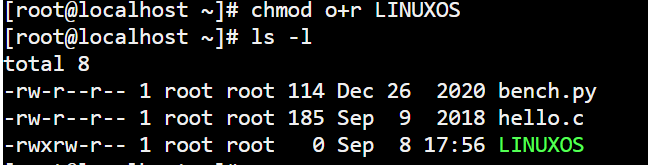 [root@localhost ~]# chmod o+r LINUXOS
[root@localhost ~]# ls -l
total 8
-rw-r--r-- 1 root root 114 Dec 26  2020 bench.py
-rw-r--r-- 1 root root 185 Sep  9  2018 hello.c
-rwxrw-r-- 1 root root   0 Sep  8 17:56 LINUXOS